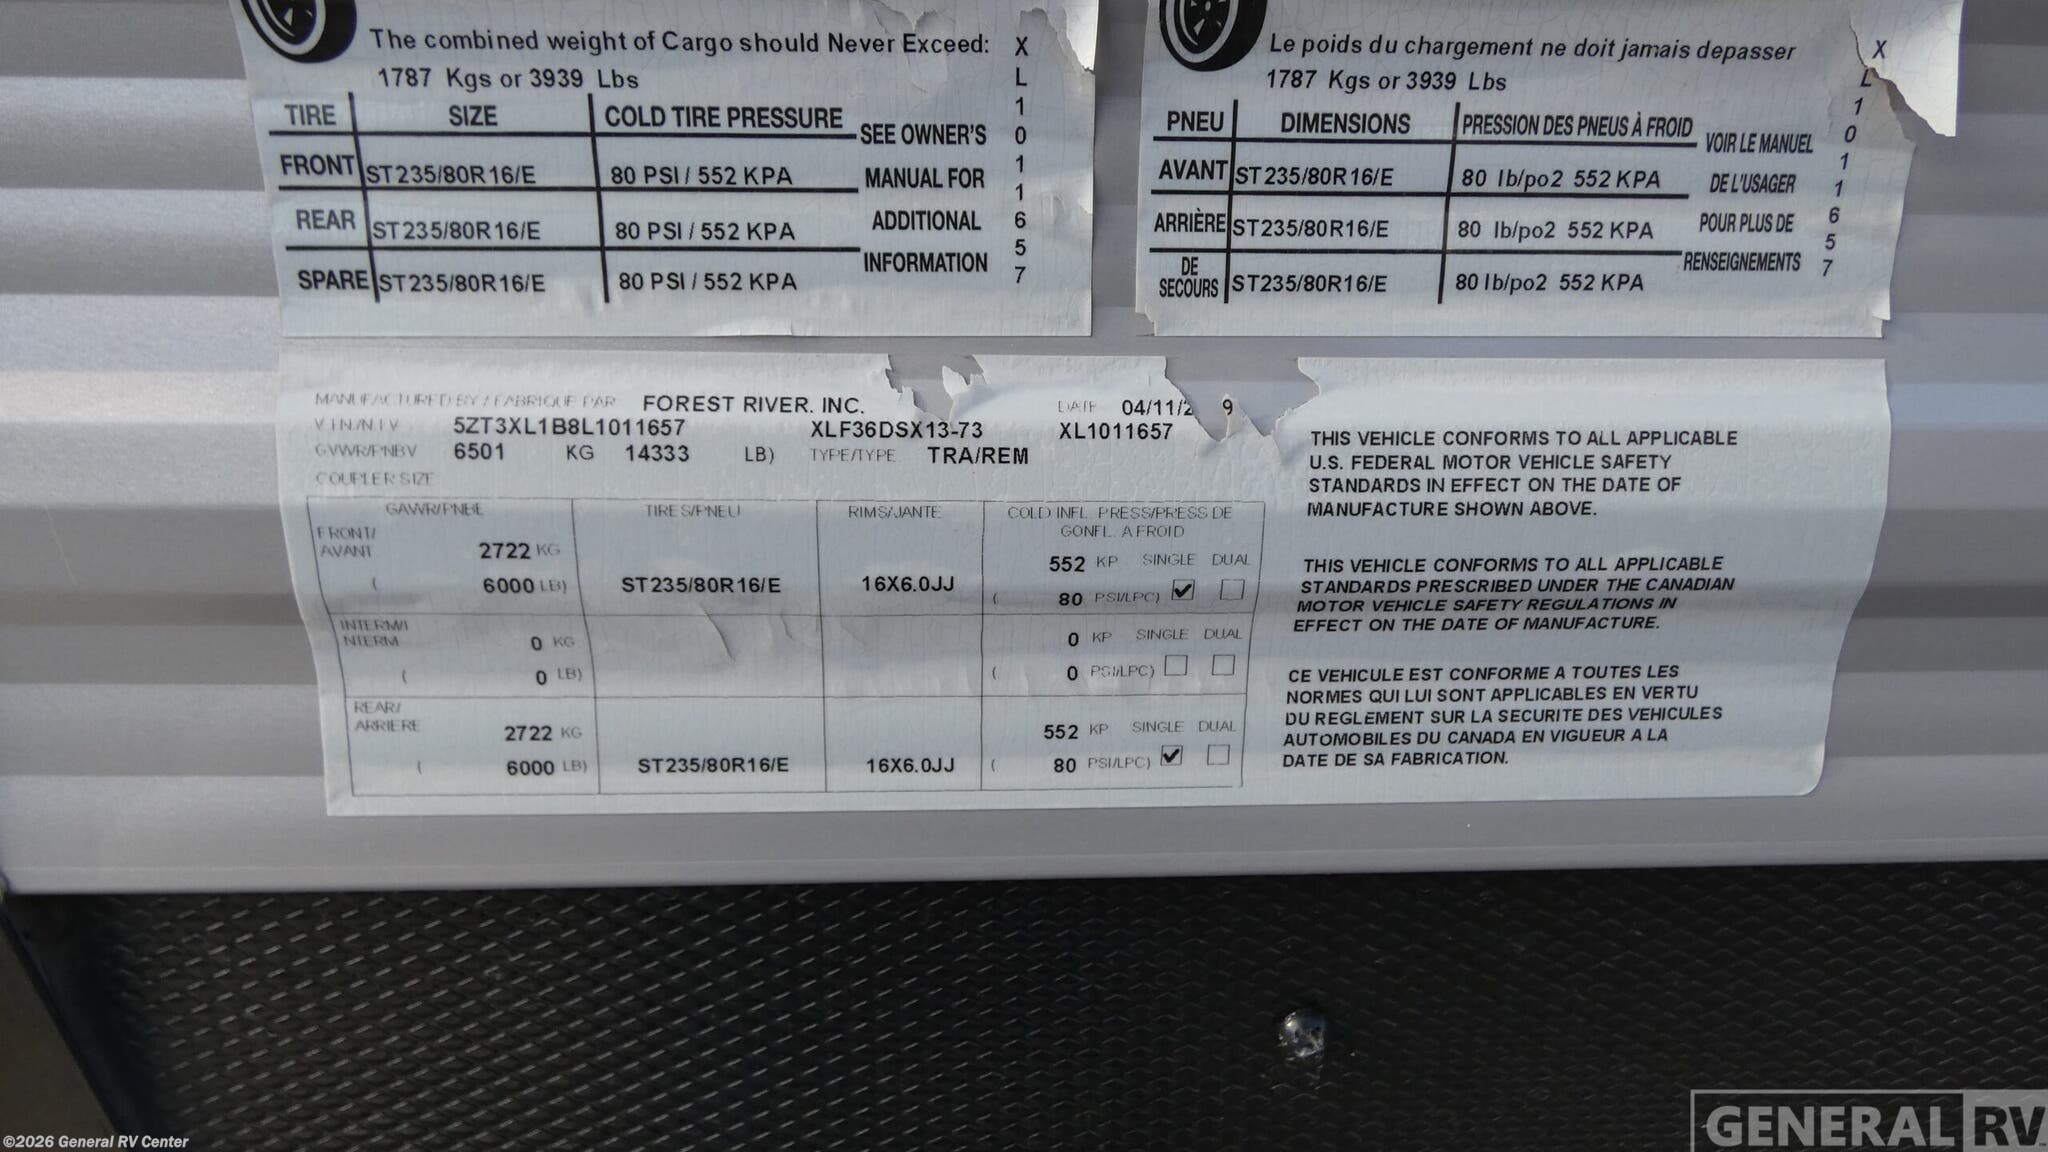 The combined weight of Cargo should Never Exceed:
1787 Kgs or 3939 Lbs
TIRE SIZE COLD TIRE PRESSURE
FRONT ST235/80R16/E 80 PSI / 552 KPA
REAR ST235/80R16/E 80 PSI / 552 KPA
SPARE ST235/80R16/E 80 PSI / 552 KPA
SEE OWNER'S
MANUAL FOR
ADDITIONAL
INFORMATION
XL1011657
Le poids du chargement ne doit jamais depasser
1787 Kgs or 3939 Lbs
PNEU DIMENSIONS PRESSION DES PNEUS À FROID
AVANT ST235/80R16/E 80 lb/po2 552 KPA
ARRIÈRE ST235/80R16/E 80 lb/po2 552 KPA
DE
SECOURS ST235/80R16/E 80 lb/po2 552 KPA
VOIR LE MANUEL
DE L'USAGER
POUR PLUS DE
RENSEIGNEMENTS
XL1011657
MANUFACTURED BY / FABRIQUE PAR FOREST RIVER. INC. DATE 04/11/2 9
VIN/NIV 5ZT3XL1B8L1011657 XLF36DSX13-73 XL1011657
GVWR/PNBV 6501 KG 14333 LB) TYPE/TYPE TRA/REM
COUPLER SIZE
GAWR/PNBE TIRES/PNEU RIMS/JANTE COLD INFL. PRESS/PRESS DE
GONFL. A FROID
FRONT/
AVANT 2722 KG 552 KP SINGLE DUAL
( 6000 LB) ST235/80R16/E 16X6.0JJ ( 80 PSI/LPC)
INTERM/I
NTERM 0 KG 0 KP SINGLE DUAL
( 0 LB) ( 0 PSI/LPC)
REAR/
ARRIERE 2722 KG 552 KP SINGLE DUAL
( 6000 LB) ST235/80R16/E 16X6.0JJ ( 80 PSI/LPC)
THIS VEHICLE CONFORMS TO ALL APPLICABLE
U.S. FEDERAL MOTOR VEHICLE SAFETY
STANDARDS IN EFFECT ON THE DATE OF
MANUFACTURE SHOWN ABOVE.
THIS VEHICLE CONFORMS TO ALL APPLICABLE
STANDARDS PRESCRIBED UNDER THE CANADIAN
MOTOR VEHICLE SAFETY REGULATIONS IN
EFFECT ON THE DATE OF MANUFACTURE.
CE VEHICULE EST CONFORME A TOUTES LES
NORMES QUI LUI SONT APPLICABLES EN VERTU
DU REGLEMENT SUR LA SECURITE DES VEHICULES
AUTOMOBILES DU CANADA EN VIGUEUR A LA
DATE DE SA FABRICATION.
GENERAL RV
©2026 General RV Center